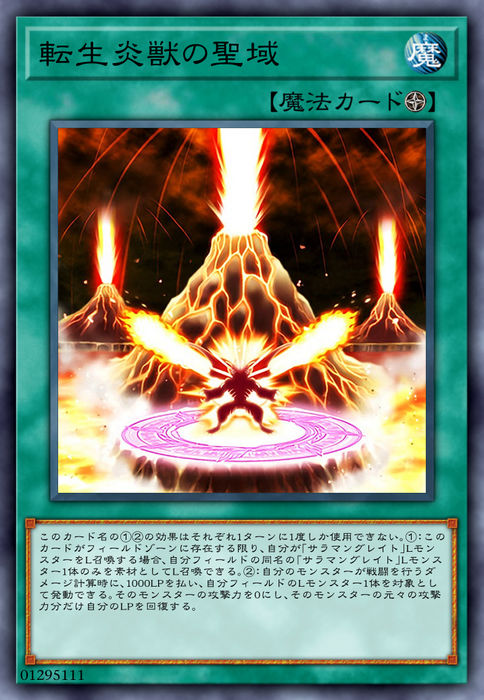 転生炎獣の聖域
魔
【魔法カード】
このカード名の①②の効果はそれぞれ1ターンに1度しか使用できない。①：この
カードがフィールドゾーンに存在する限り、自分が「サラマングレイト」Lモン
スターをL召喚する場合、自分フィールドの同名の「サラマングレイト」Lモンス
ター1体のみを素材としてL召喚できる。②：自分のモンスターが戦闘を行うダ
メージ計算時に、1000LPを払い、自分フィールドのLモンスター1体を対象とし
て発動できる。そのモンスターの攻撃力を0にし、そのモンスターの元々の攻撃
力分だけ自分のLPを回復する。
01295111